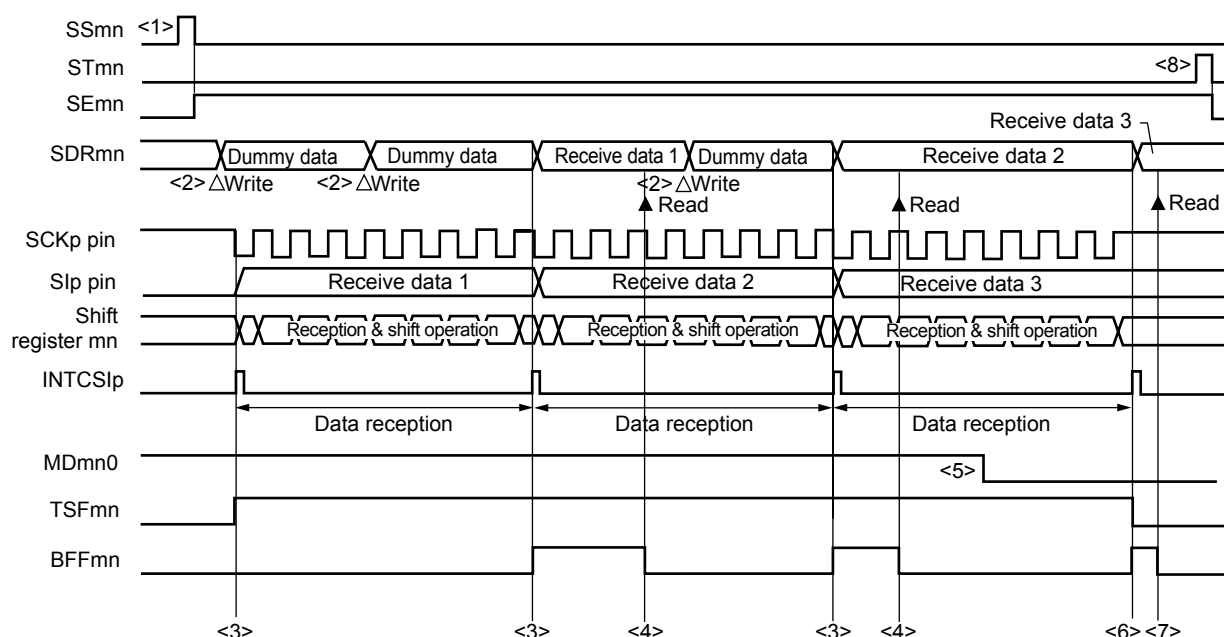 SSmn <1>
STmn <8>
SEmn
Receive data 3
SDRmn Dummy data Dummy data Receive data 1 Dummy data Receive data 2
<2> △Write <2> △Write <2> △Write
▲ Read ▲ Read ▲ Read
SCKp pin
SIp pin Receive data 1 Receive data 2 Receive data 3
Shift
register mn Reception & shift operation Reception & shift operation Reception & shift operation
INTCSIp
Data reception Data reception Data reception
MDmn0 <5>
TSFmn
BFFmn
<3> <3> <4> <3> <4> <6> <7>